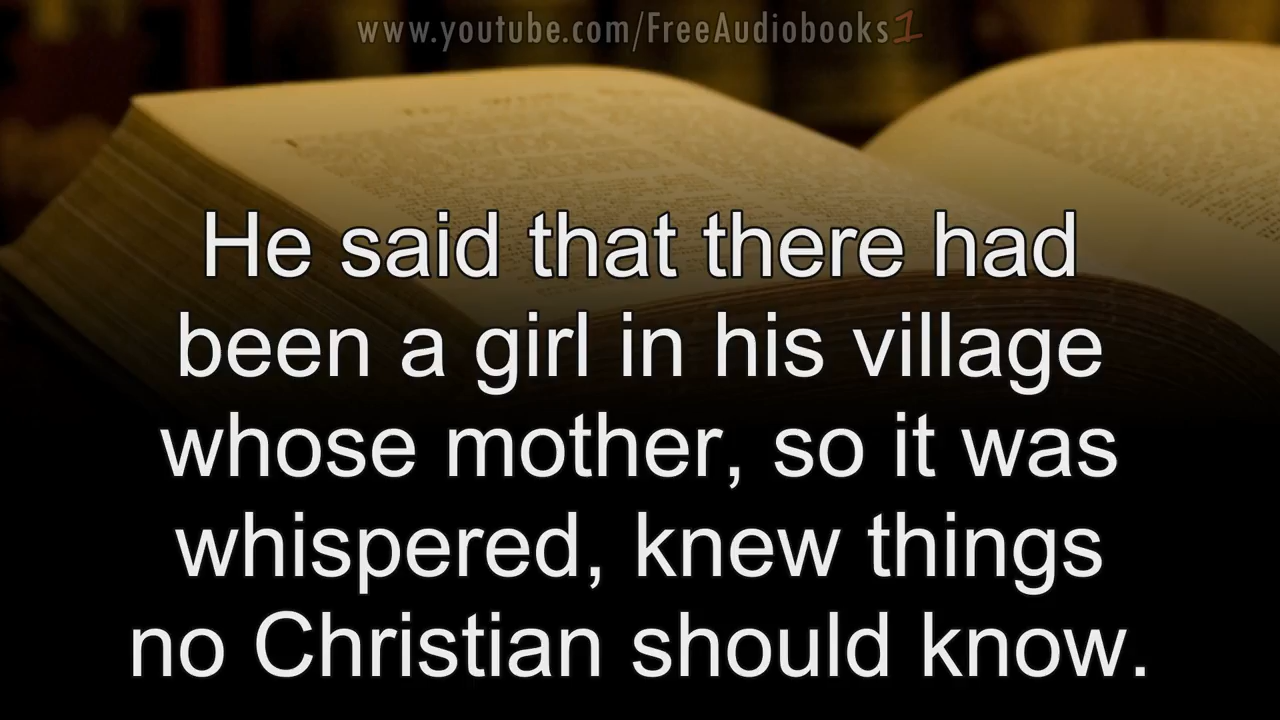 www.youtube.com/FreeAudiobooks1
He said that there had
been a girl in his village
whose mother, so it was
whispered, knew things
no Christian should know.